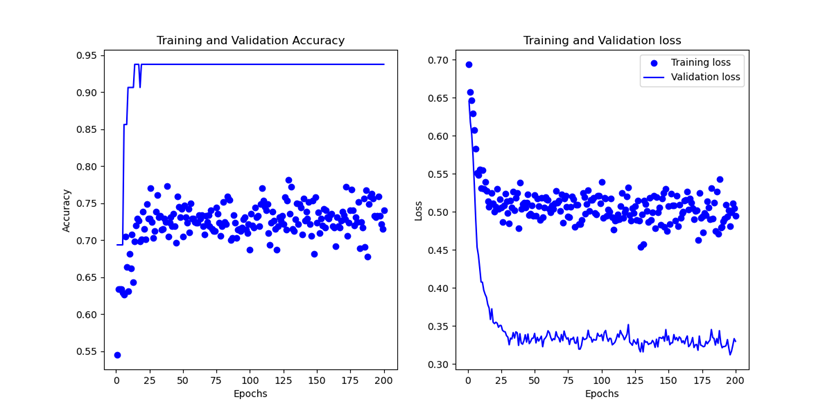 Training and Validation Accuracy
0.95
0.90
0.85
0.80
0.75
0.70
0.65
0.60
0.55
Accuracy
0 25 50 75 100 125 150 175 200
Epochs
Training and Validation loss
Training loss
Validation loss
0.70
0.65
0.60
0.55
0.50
0.45
0.40
0.35
0.30
Loss
0 25 50 75 100 125 150 175 200
Epochs